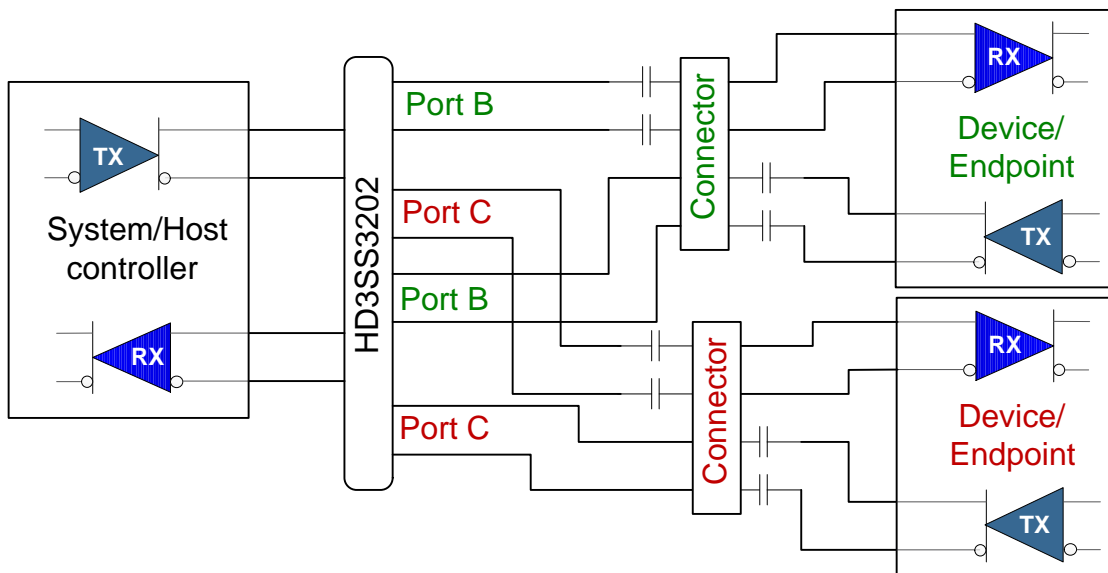 TX
System/Host
controller
RX
HD3SS3202
Port B
Port C
Port B
Port C
Connector
Connector
RX
Device/
Endpoint
TX
RX
Device/
Endpoint
TX